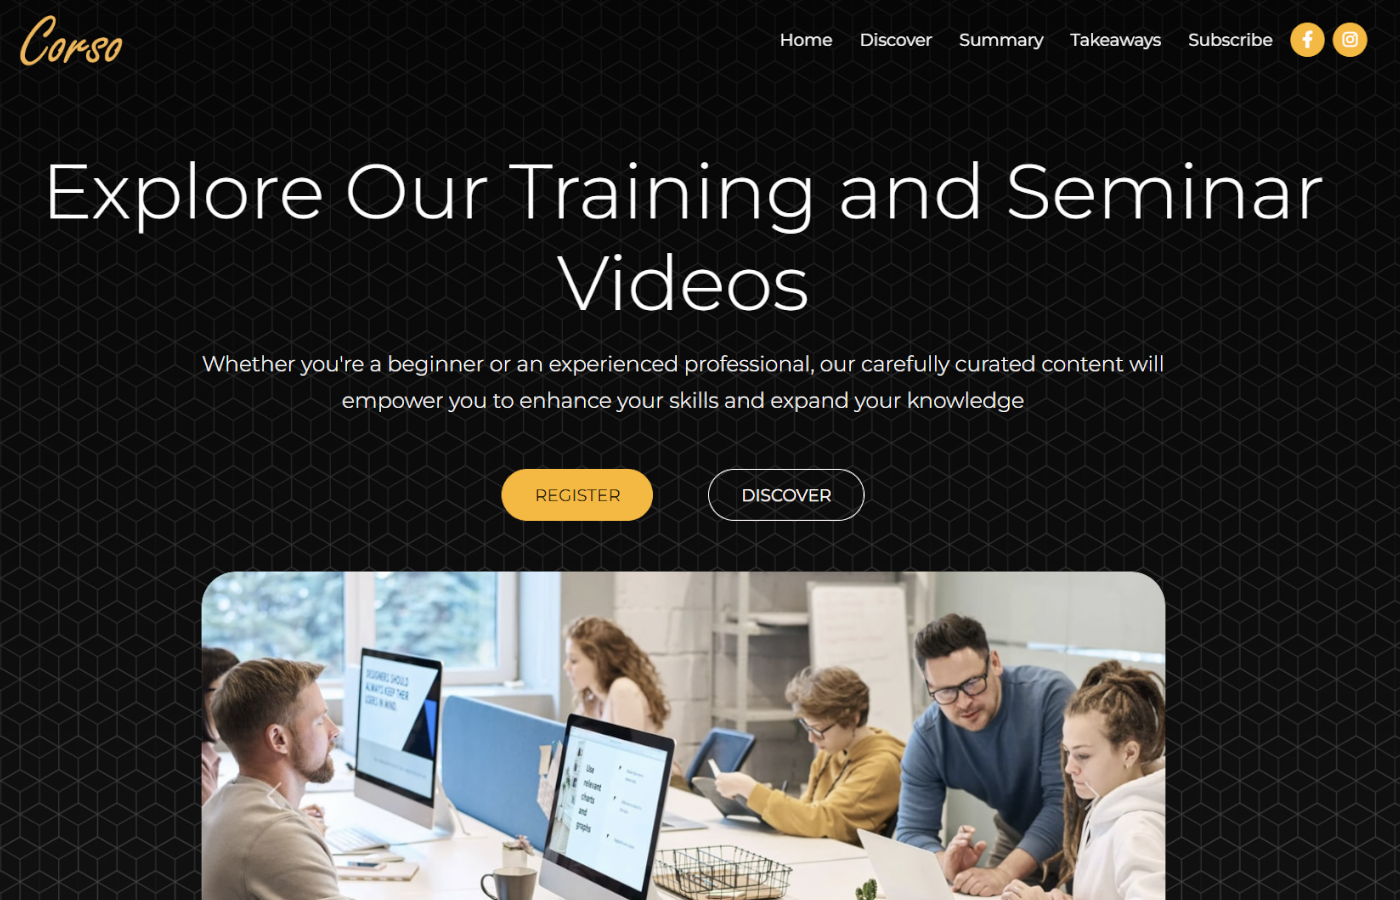 Corso
Home Discover Summary Takeaways Subscribe
Explore Our Training and Seminar
Videos
Whether you're a beginner or an experienced professional, our carefully curated content will
empower you to enhance your skills and expand your knowledge
REGISTER DISCOVER
DESIGNERS SHOULD
ALWAYS KEEP THEIR
USERS IN MIND.
Use
relevant
charts
and
graphs